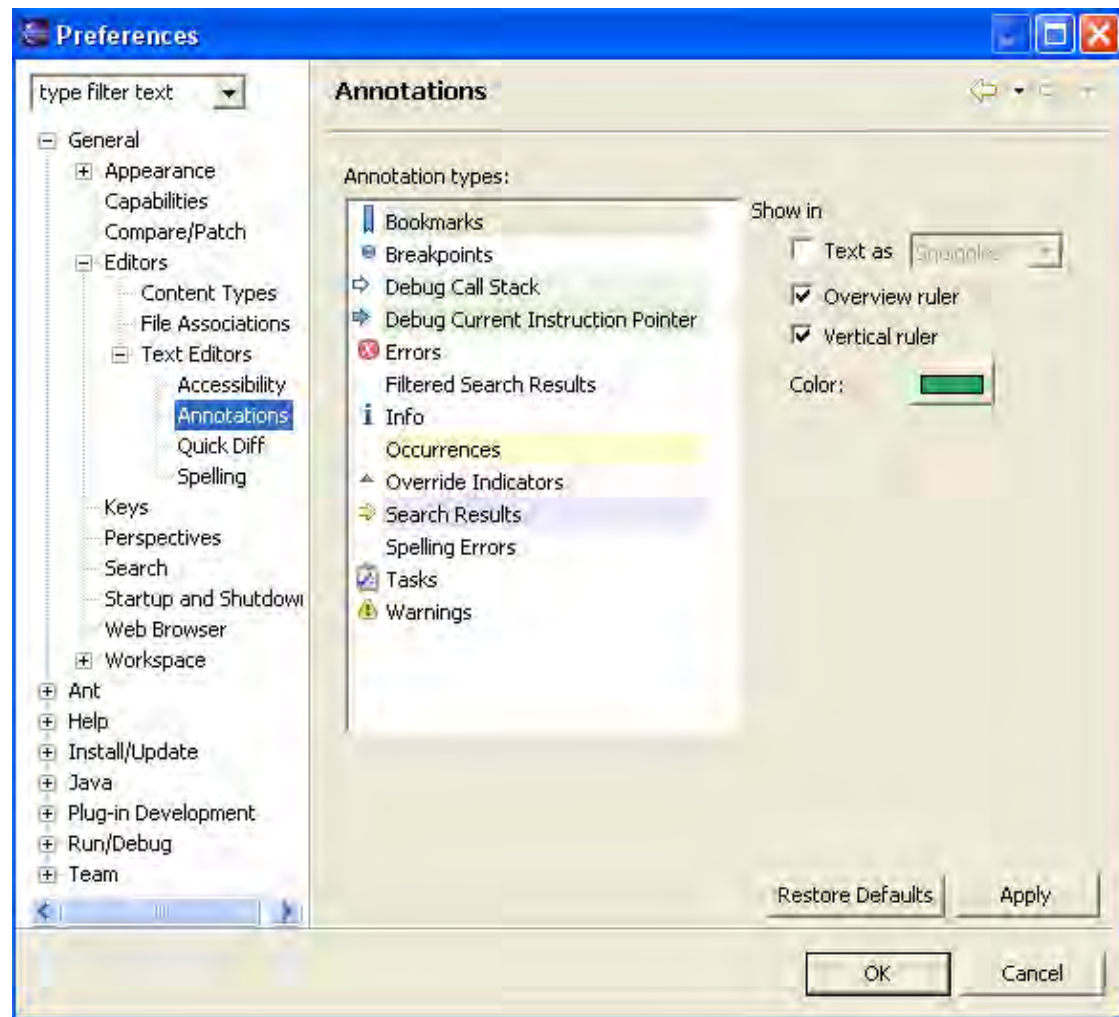 Preferences
type filter text
General
Appearance
Capabilities
Compare/Patch
Editors
Content Types
File Associations
Text Editors
Accessibility
Annotations
Quick Diff
Spelling
Keys
Perspectives
Search
Startup and Shutdow
Web Browser
Workspace
Ant
Help
Install/Update
Java
Plug-in Development
Run/Debug
Team
Annotations
Annotation types:
Bookmarks
Breakpoints
Debug Call Stack
Debug Current Instruction Pointer
Errors
Filtered Search Results
Info
Occurrences
Override Indicators
Search Results
Spelling Errors
Tasks
Warnings
Show in
Text as
Overview ruler
Vertical ruler
Color:
Restore Defaults
Apply
OK
Cancel